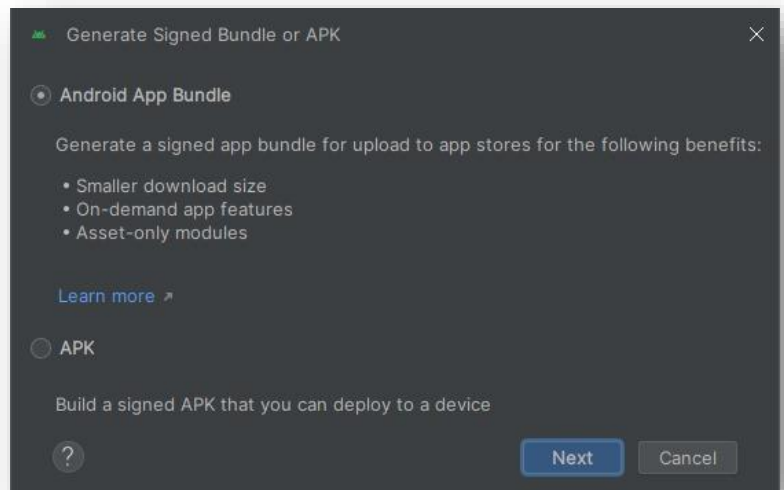 Generate Signed Bundle or APK
Android App Bundle
Generate a signed app bundle for upload to app stores for the following benefits:
• Smaller download size
• On-demand app features
• Asset-only modules
Learn more ↗
APK
Build a signed APK that you can deploy to a device
?
Next
Cancel